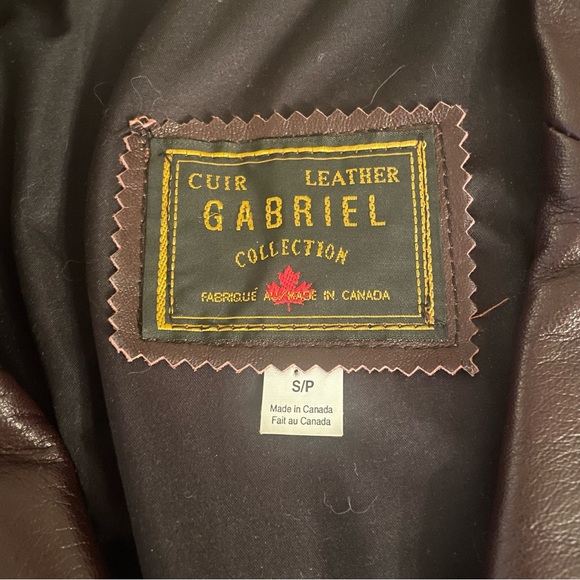 CUIR LEATHER
GABRIEL
COLLECTION
FABRIQUÉ AU/MADE IN CANADA
S/P
Made in Canada
Fait au Canada